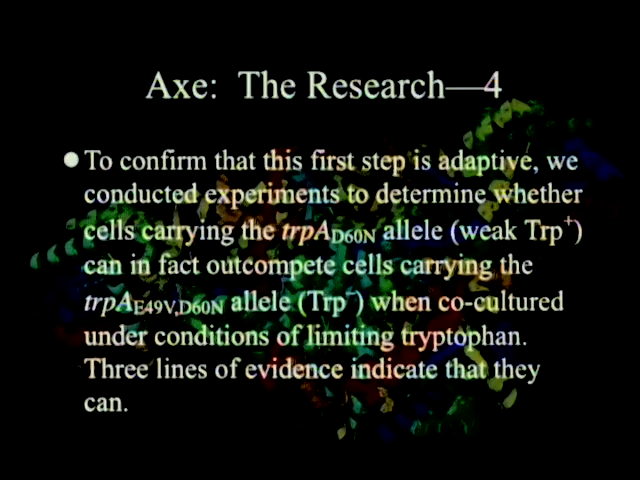 Axe: The Research—4
● To confirm that this first step is adaptive, we
conducted experiments to determine whether
cells carrying the trpAD60N allele (weak Trp+)
can in fact outcompete cells carrying the
trpAE49V,D60N allele (Trp-) when co-cultured
under conditions of limiting tryptophan.
Three lines of evidence indicate that they
can.